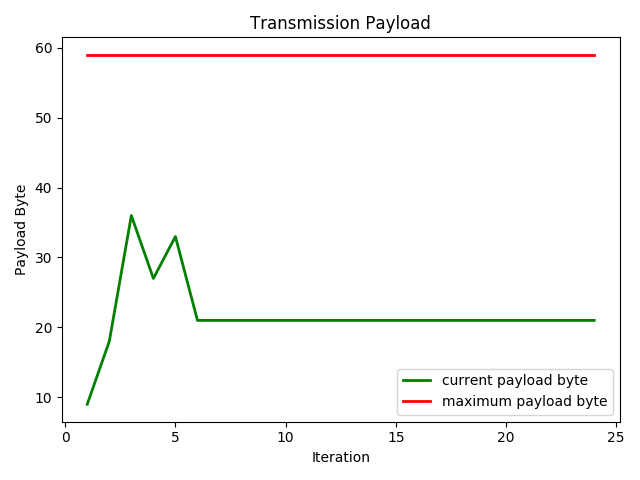 Transmission Payload
60
50
40
30
20
10
Payload Byte
current payload byte
maximum payload byte
0 5 10 15 20 25
Iteration